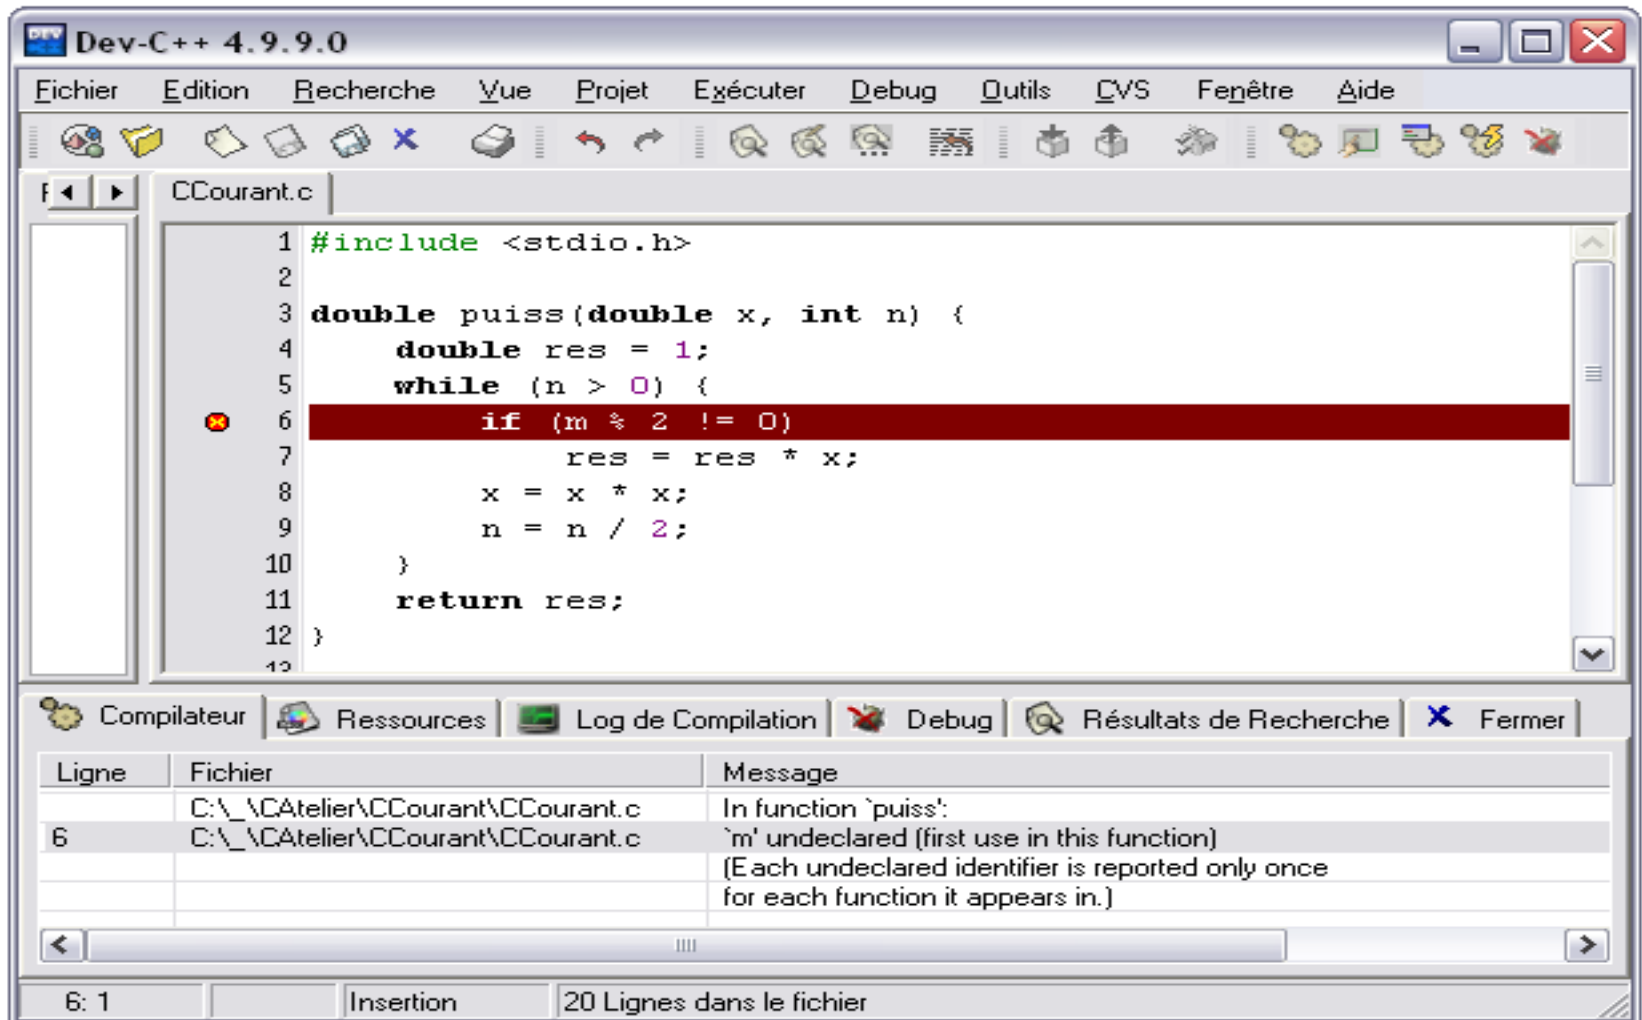 Dev-C++ 4.9.9.0
Fichier Edition Recherche Vue Projet Exécuter Debug Outils CVS Fenêtre Aide
CCourant.c
1 #include <stdio.h>
2
3 double puiss(double x, int n) {
4 double res = 1;
5 while (n > 0) {
6 if (m % 2 != 0)
7 res = res * x;
8 x = x * x;
9 n = n / 2;
10 }
11 return res;
12 }
13
Compilateur Ressources Log de Compilation Debug Résultats de Recherche Fermer
Ligne Fichier Message
C:\_\CAtelier\CCourant\CCourant.c In function `puiss':
6 C:\_\CAtelier\CCourant\CCourant.c `m' undeclared (first use in this function)
(Each undeclared identifier is reported only once
for each function it appears in.)
6: 1 Insertion 20 Lignes dans le fichier